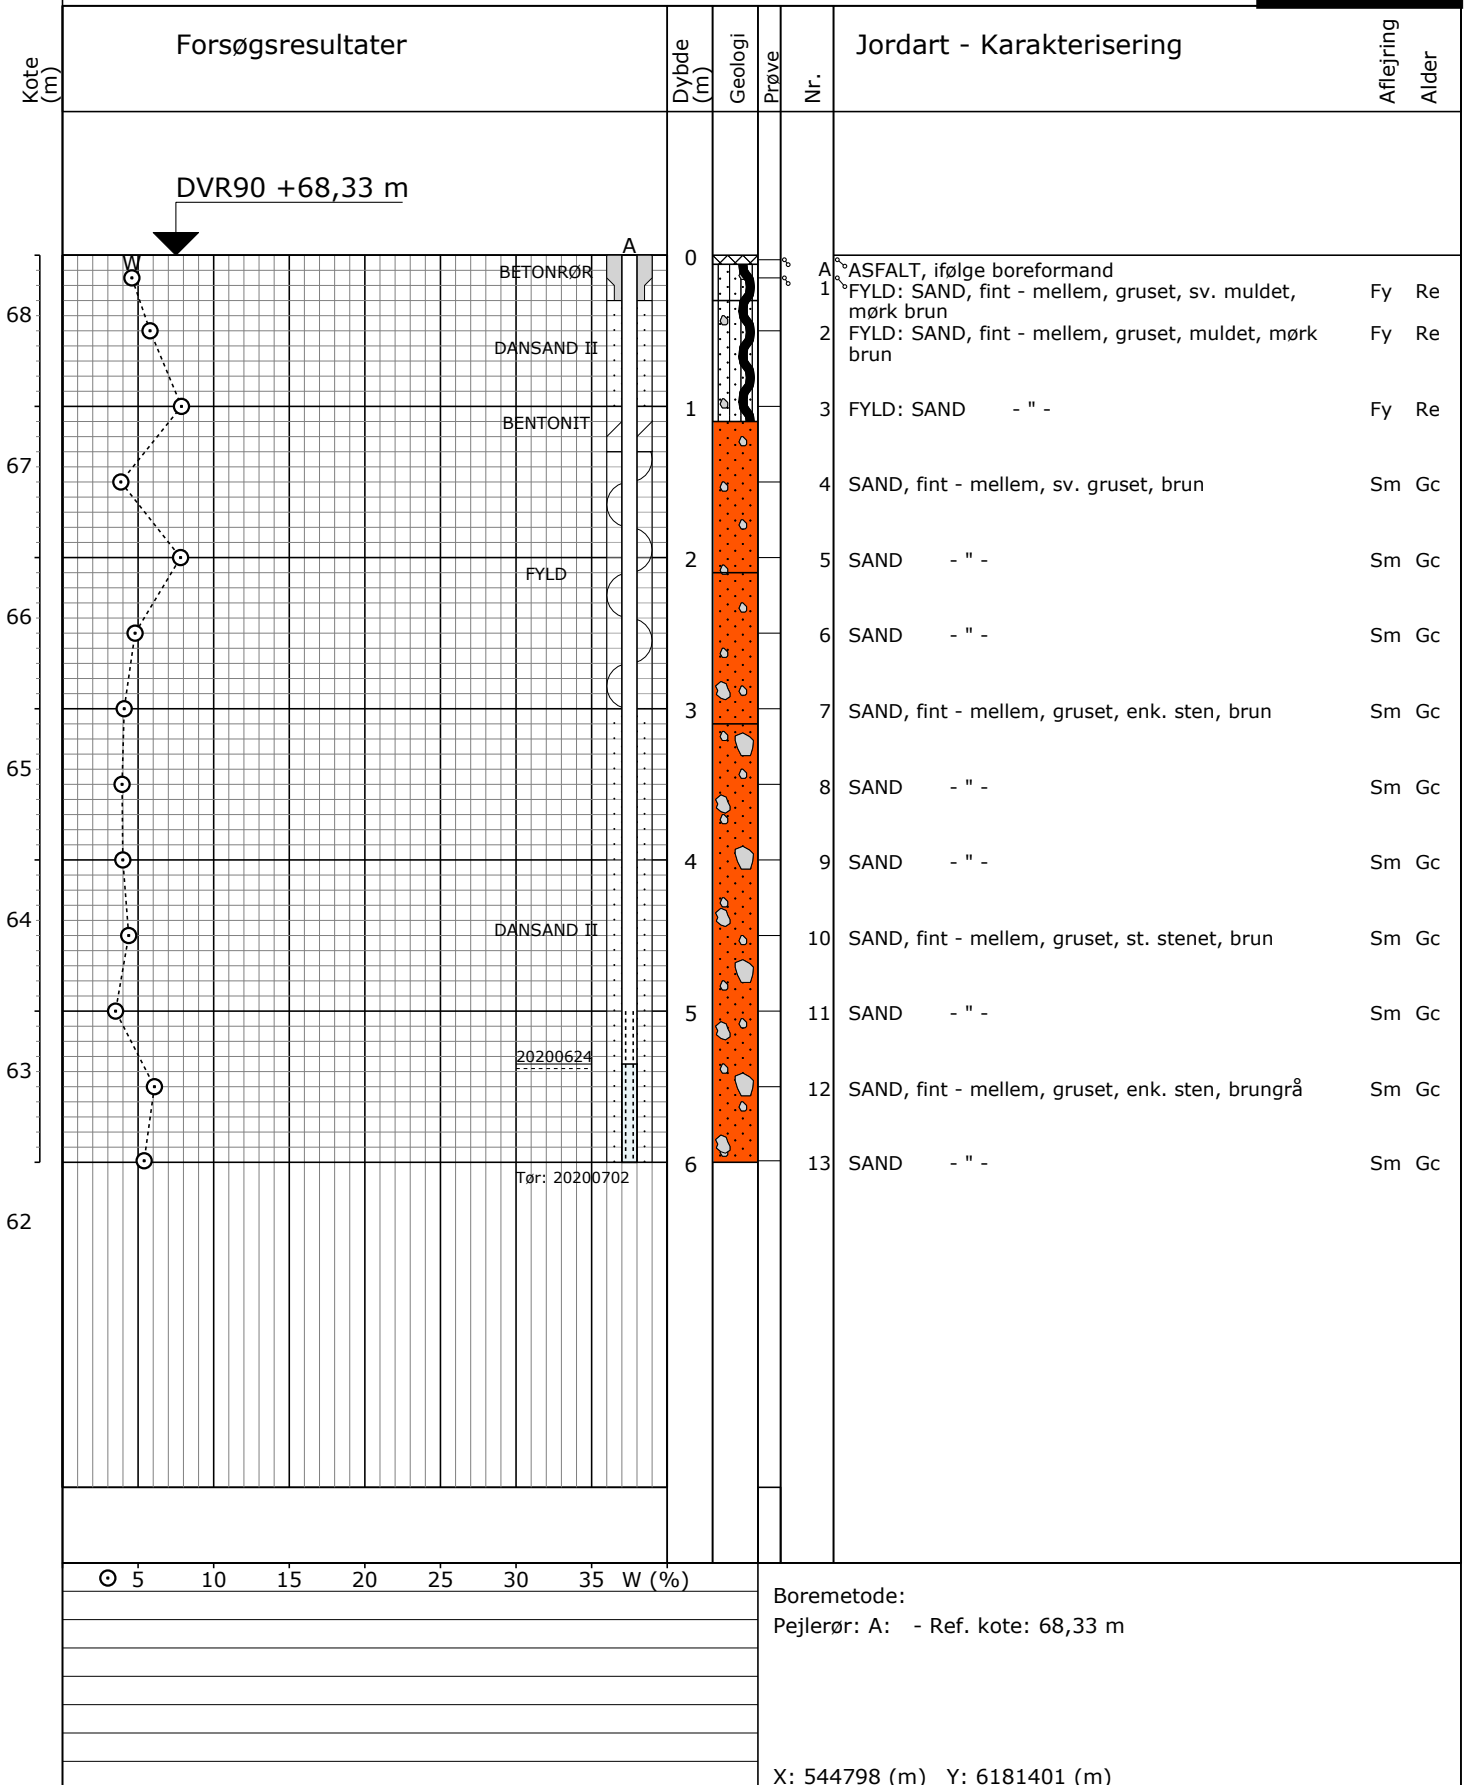 Kote (m)
Forsøgsresultater
Dybde (m)
Geologi
Prøve
Nr.
Jordart - Karakterisering
Aflejring
Alder
DVR90 +68,33 m
W
A
0
BETONRØR
A ASFALT, ifølge boreformand
1 FYLD: SAND, fint - mellem, gruset, sv. muldet, Fy Re
mørk brun
68
2 FYLD: SAND, fint - mellem, gruset, muldet, mørk Fy Re
brun
DANSAND II
1
3 FYLD: SAND - " - Fy Re
BENTONIT
67
4 SAND, fint - mellem, sv. gruset, brun Sm Gc
2
5 SAND - " - Sm Gc
FYLD
66
6 SAND - " - Sm Gc
3
7 SAND, fint - mellem, gruset, enk. sten, brun Sm Gc
65
8 SAND - " - Sm Gc
4
9 SAND - " - Sm Gc
64
DANSAND II
10 SAND, fint - mellem, gruset, st. stenet, brun Sm Gc
5
11 SAND - " - Sm Gc
20200624
63
12 SAND, fint - mellem, gruset, enk. sten, brungrå Sm Gc
6
13 SAND - " - Sm Gc
Tør: 20200702
62
5 10 15 20 25 30 35 W (%)
Boremetode:
Pejlerør: A: - Ref. kote: 68,33 m
X: 544798 (m) Y: 6181401 (m)